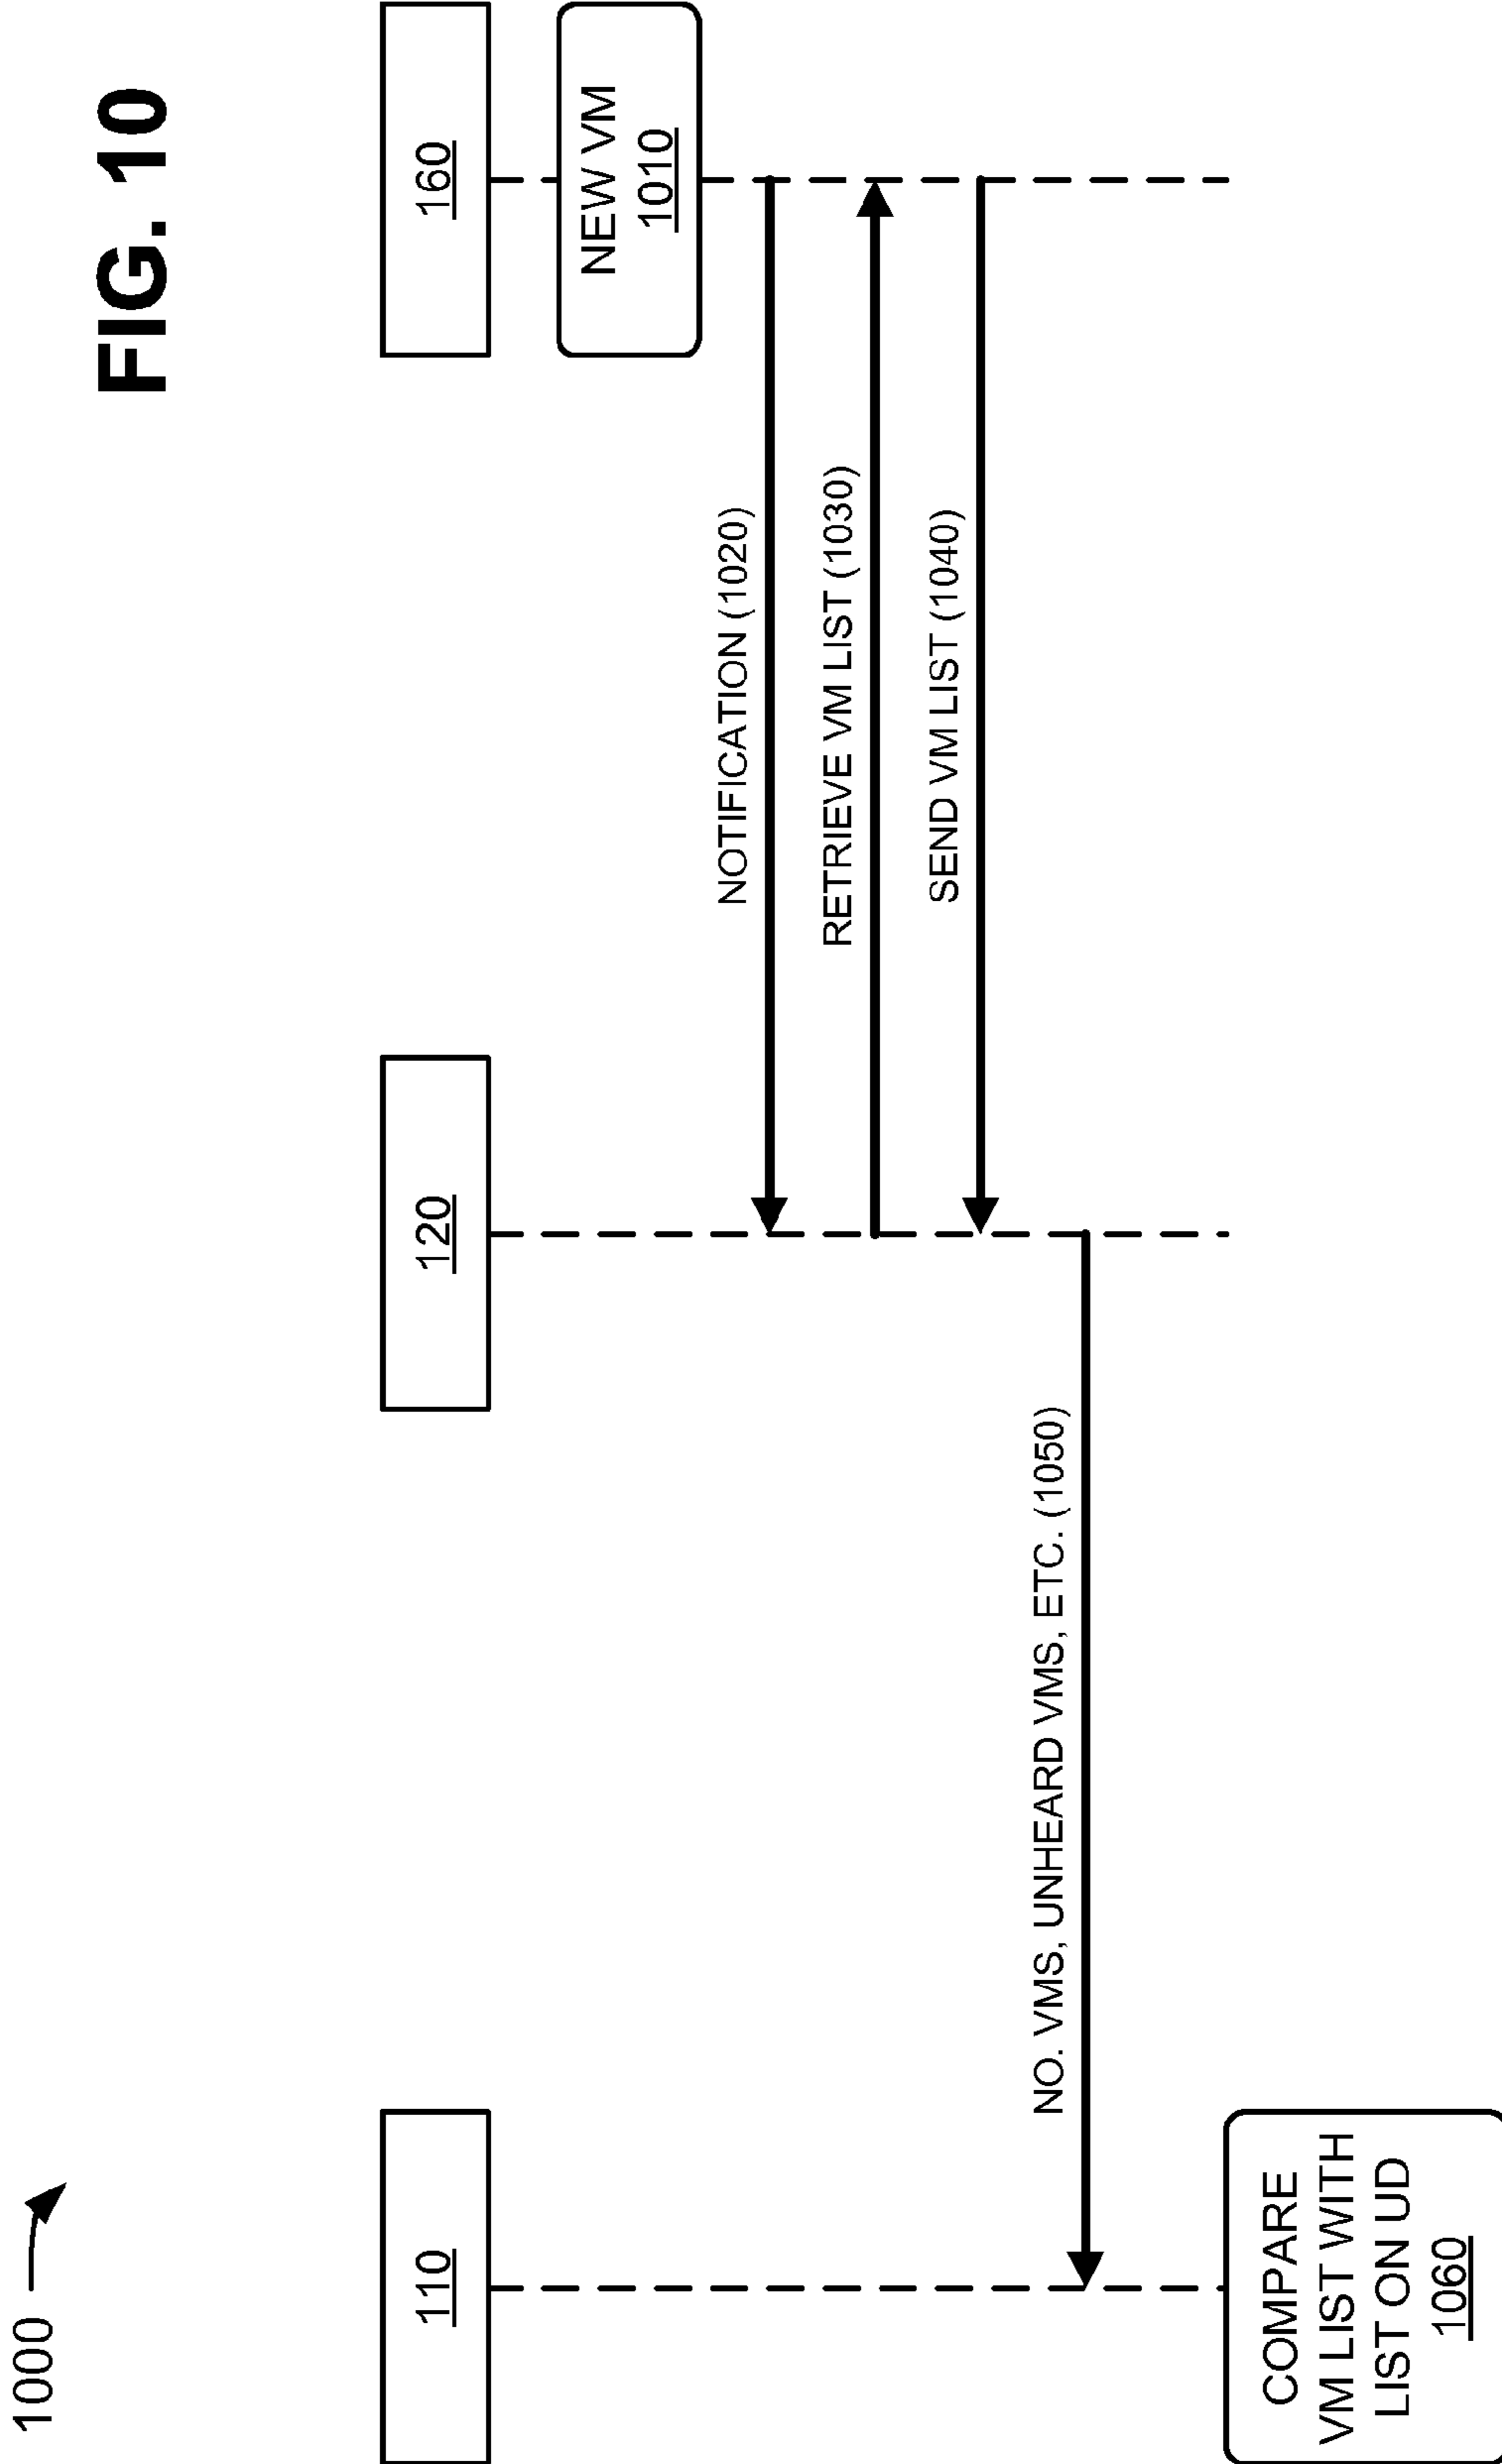 FIG. 10
1000
110
120
160
NEW VM
1010
NOTIFICATION (1020)
RETRIEVE VM LIST (1030)
SEND VM LIST (1040)
NO. VMS, UNHEARD VMS, ETC. (1050)
COMPARE
VM LIST WITH
LIST ON UD
1060